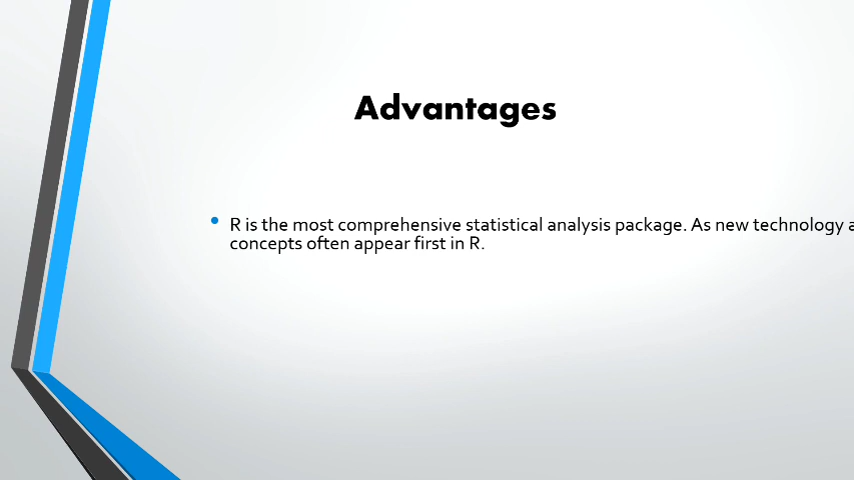 Advantages
R is the most comprehensive statistical analysis package. As new technology
concepts often appear first in R.